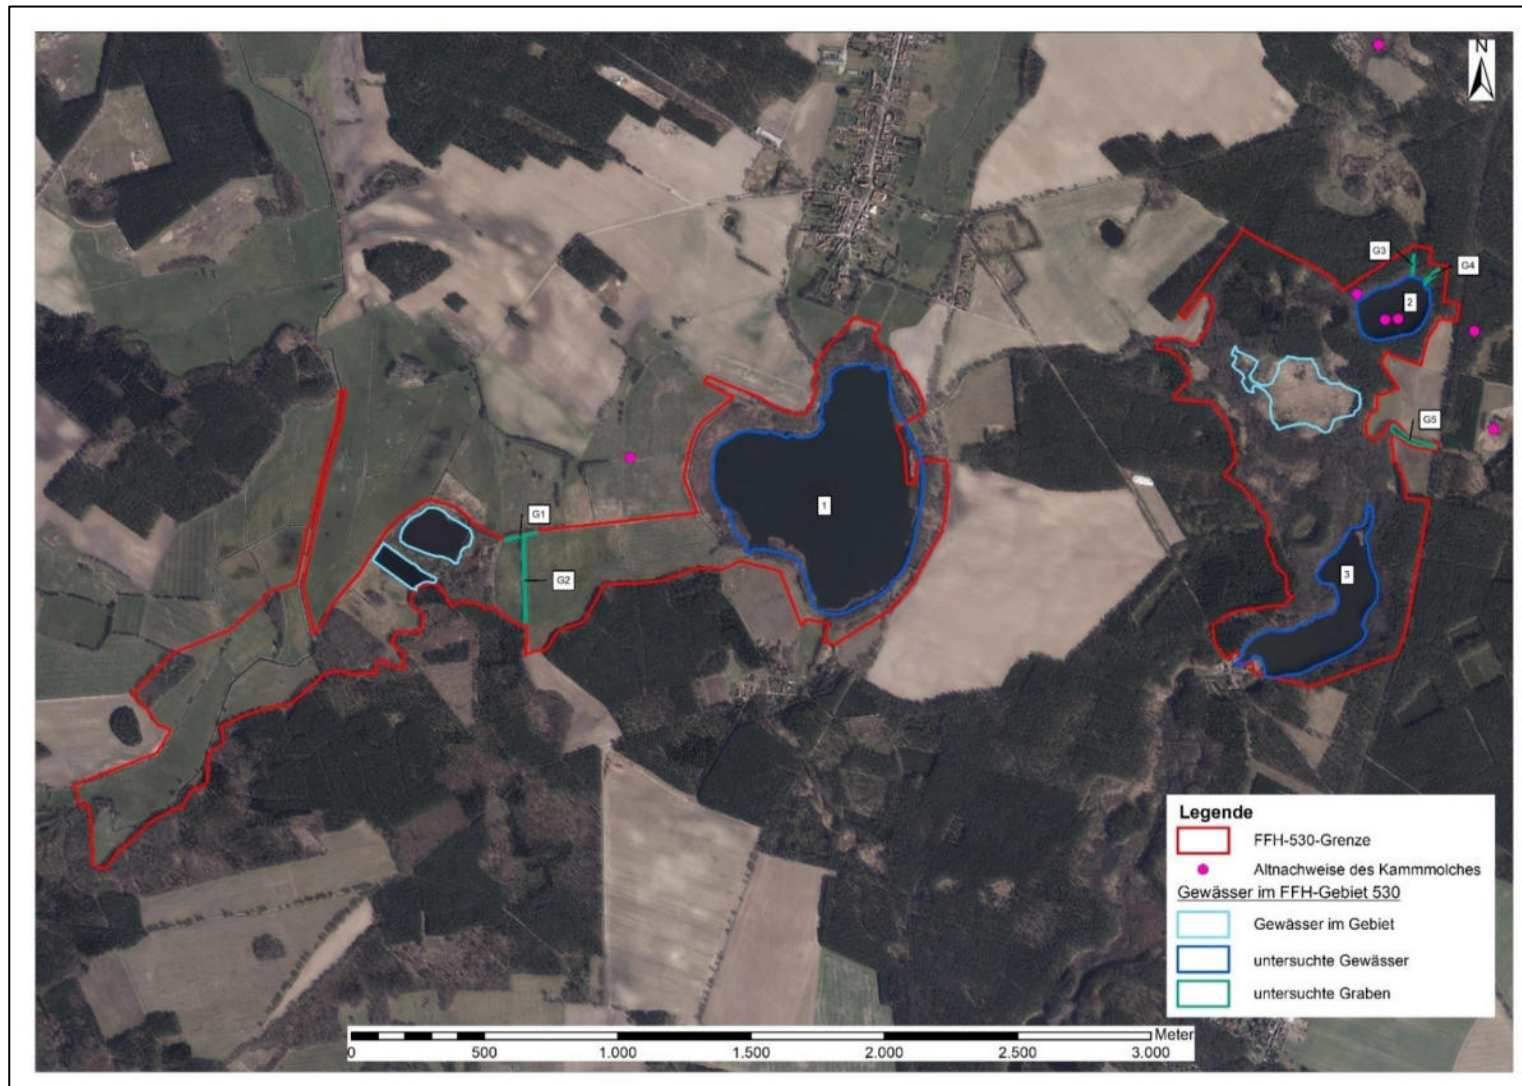 N
G3
G4
2
G5
G1
1
G2
3
Legende
FFH-530-Grenze
Altnachweise des Kammmolches
Gewässer im FFH-Gebiet 530
Gewässer im Gebiet
untersuchte Gewässer
untersuchte Graben
Meter
0 500 1.000 1.500 2.000 2.500 3.000